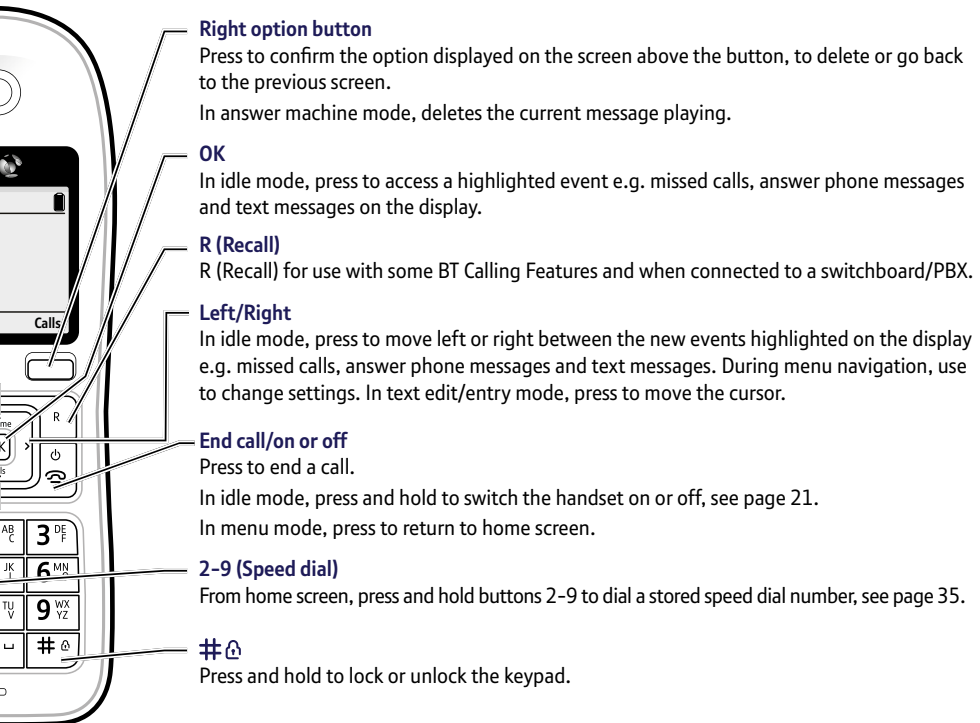 Right option button
Press to confirm the option displayed on the screen above the button, to delete or go back
to the previous screen.
In answer machine mode, deletes the current message playing.
OK
In idle mode, press to access a highlighted event e.g. missed calls, answer phone messages
and text messages on the display.
R (Recall)
R (Recall) for use with some BT Calling Features and when connected to a switchboard/PBX.
Left/Right
In idle mode, press to move left or right between the new events highlighted on the display
e.g. missed calls, answer phone messages and text messages. During menu navigation, use
to change settings. In text edit/entry mode, press to move the cursor.
End call/on or off
Press to end a call.
In idle mode, press and hold to switch the handset on or off, see page 21.
In menu mode, press to return to home screen.
2-9 (Speed dial)
From home screen, press and hold buttons 2-9 to dial a stored speed dial number, see page 35.
#
Press and hold to lock or unlock the keypad.
Calls
R
AB
C
3 DE
F
JK
6 MN
TU
V
9 WX
YZ
#